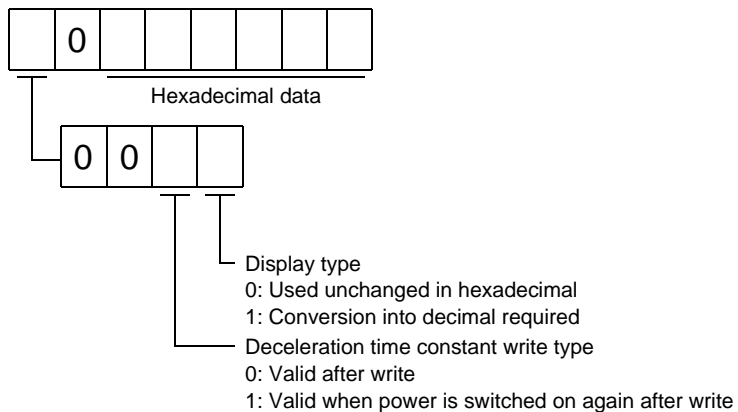 0
Hexadecimal data
0 0
Display type
0: Used unchanged in hexadecimal
1: Conversion into decimal required
Deceleration time constant write type
0: Valid after write
1: Valid when power is switched on again after write